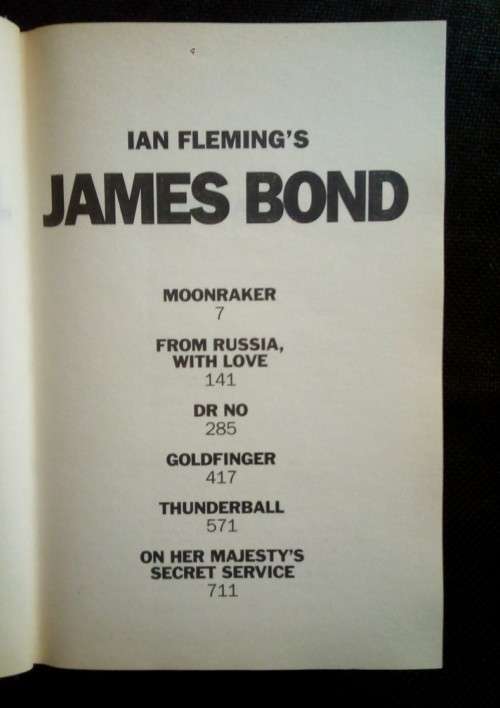 IAN FLEMING'S
JAMES BOND
MOONRAKER
7
FROM RUSSIA,
WITH LOVE
141
DR NO
285
GOLDFINGER
417
THUNDERBALL
571
ON HER MAJESTY'S
SECRET SERVICE
711